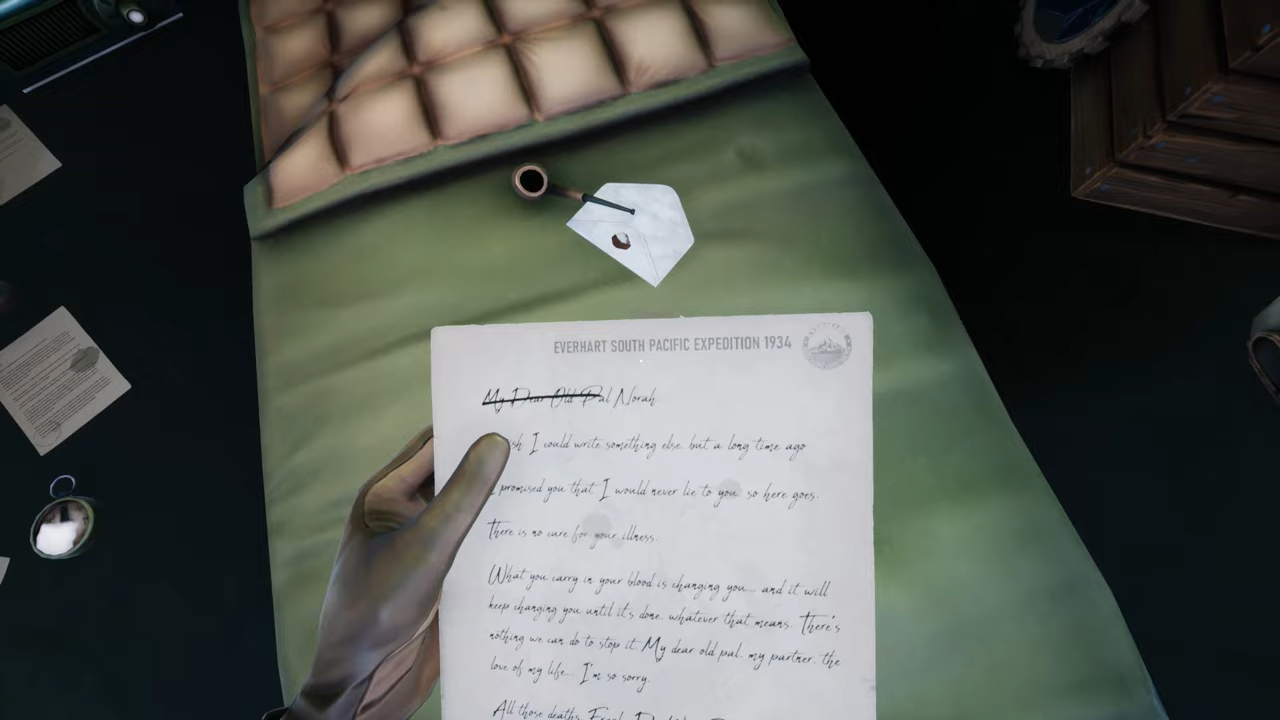 EVERHART SOUTH PACIFIC EXPEDITION 1934
My Dear Old Pal Norah
I could write something else, but a long time ago
I promised you that I would never lie to you, so here goes.
There is no cure for your illness.
What you carry in your blood is changing you... and it will
keep changing you until it's done, whatever that means. There's
nothing we can do to stop it. My dear old pal, my partner, the
love of my life... I'm so sorry.
All those deaths, Frank,